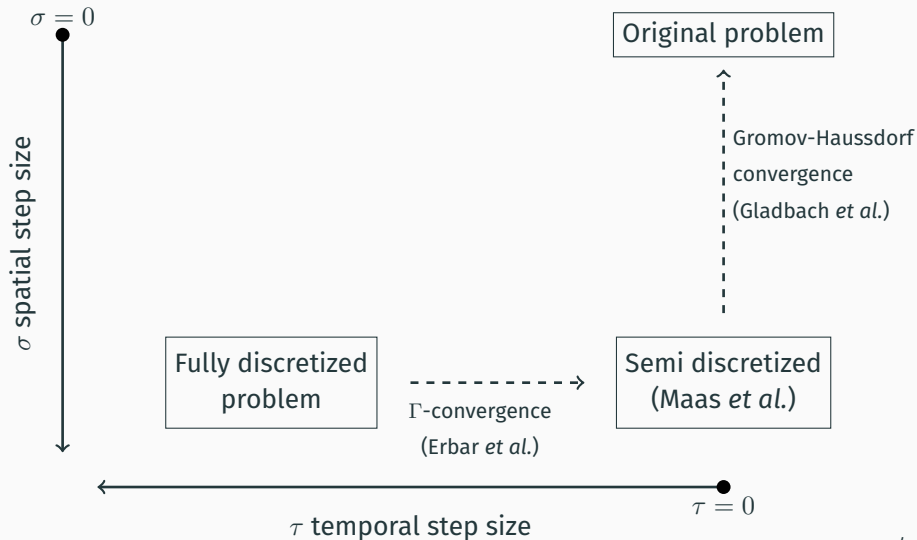 σ = 0
Original problem
Gromov-Haussdorf
convergence
(Gladbach et al.)
σ spatial step size
Fully discretized
problem
Γ-convergence
(Erbar et al.)
Semi discretized
(Maas et al.)
τ = 0
τ temporal step size